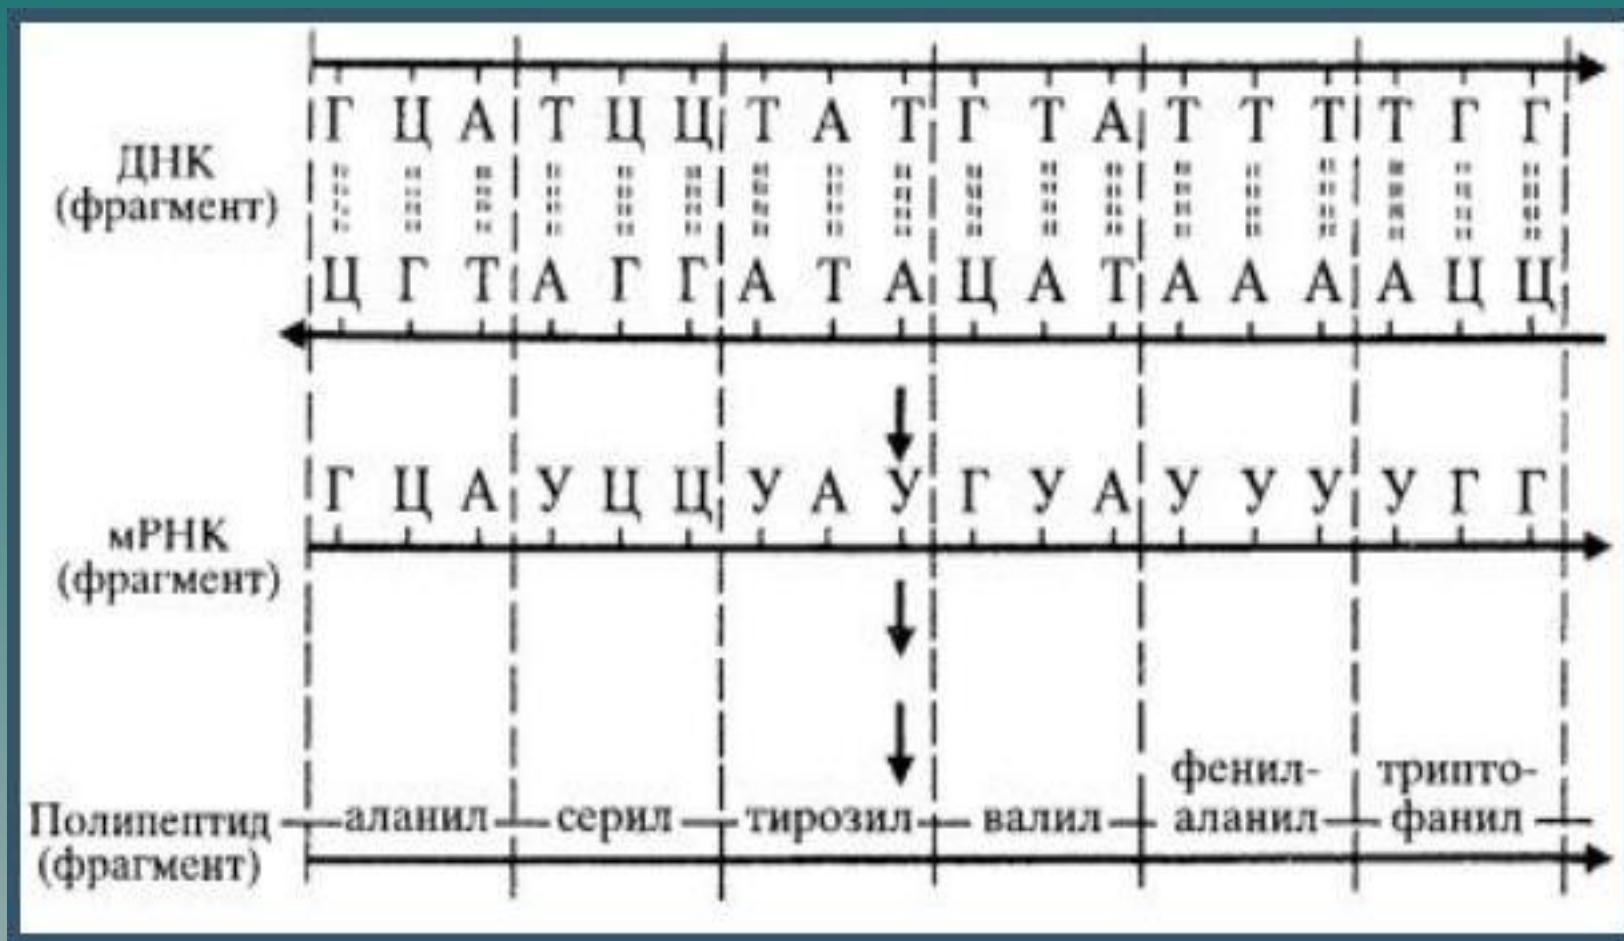 Г Ц А Т Ц Ц Т А Т Г Т А Т Т Т Т Г Г
ДНК
(фрагмент)
Ц Г Т А Г Г А Т А Ц А Т А А А А Ц Ц
Г Ц А У Ц Ц У А У Г У А У У У У Г Г
мРНК
(фрагмент)
Полипептид
(фрагмент)
аланил серил тирозил валил фенил-
аланил трипто-
фанил